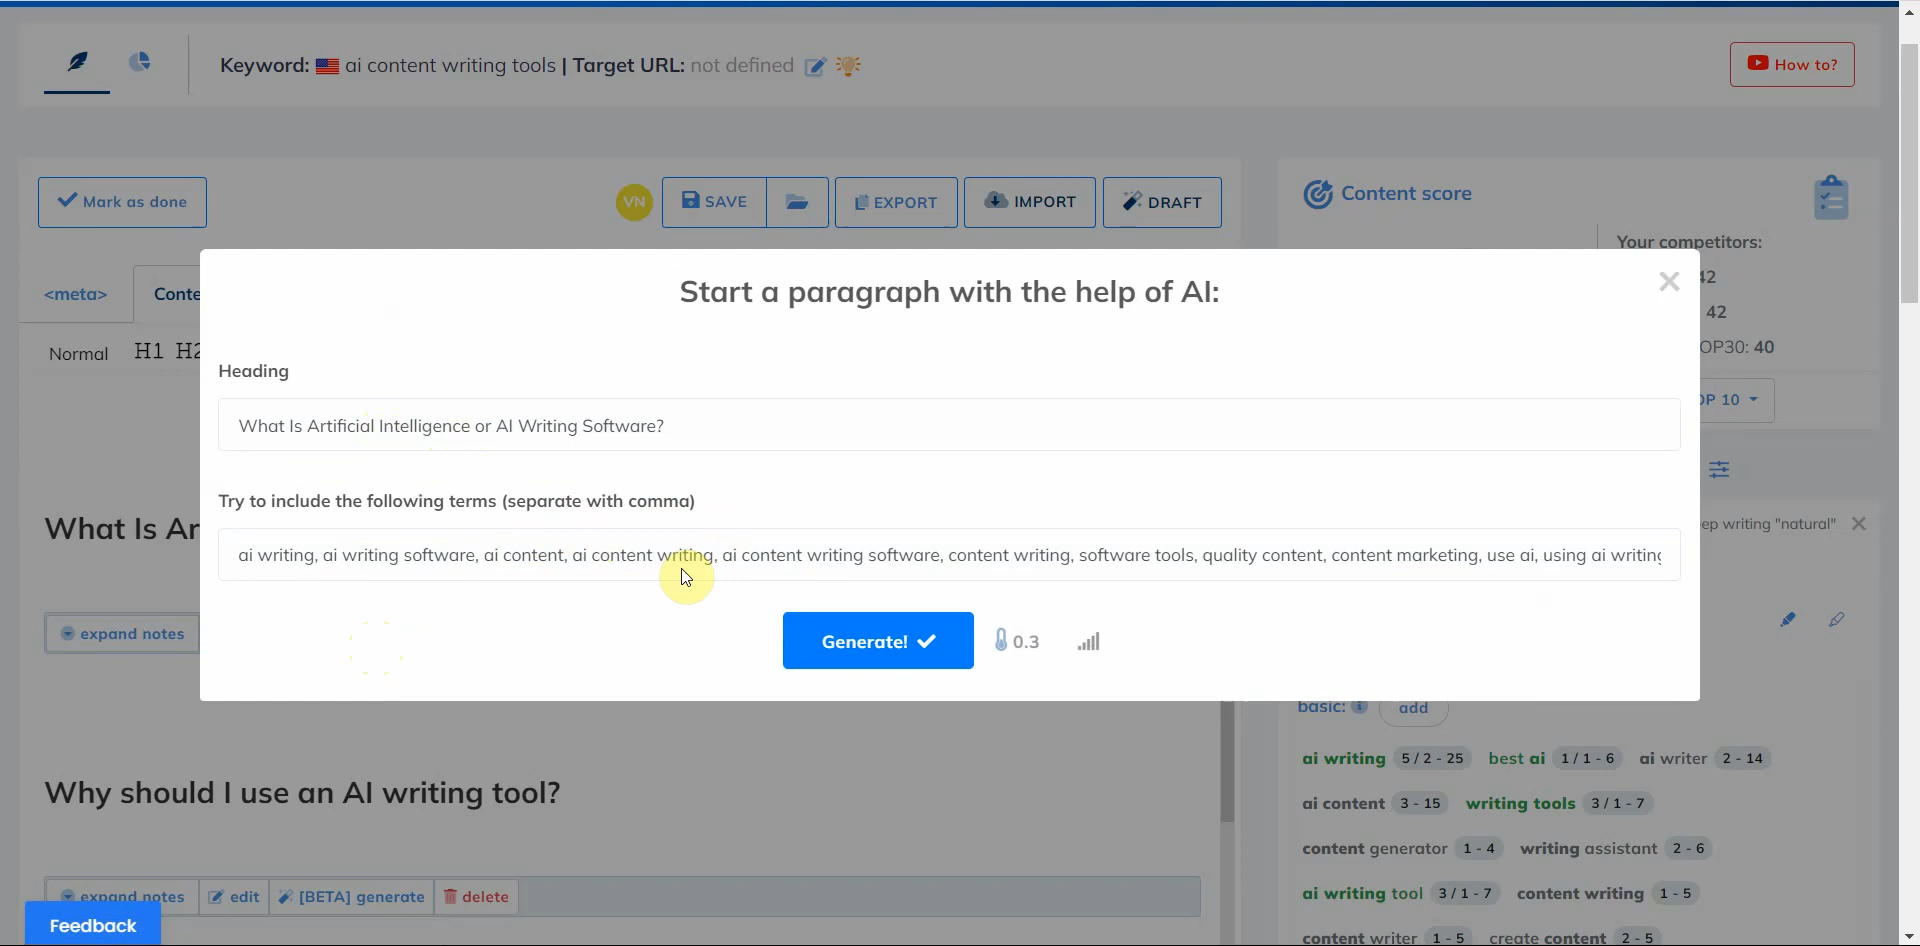 Keyword: ai content writing tools | Target URL: not defined
How to?
Mark as done
VN
SAVE
EXPORT
IMPORT
DRAFT
Content score
Your competitors:
42
42
OP30: 40
OP 10
<meta>
Conte
Normal H1 H2
Start a paragraph with the help of AI:
Heading
What Is Artificial Intelligence or AI Writing Software?
Try to include the following terms (separate with comma)
ai writing, ai writing software, ai content, ai content writing, ai content writing software, content writing, software tools, quality content, content marketing, use ai, using ai writing
Generate!
0.3
What Is Ar
ep writing "natural"
expand notes
basic: add
ai writing 5 / 2 - 25 best ai 1 / 1 - 6 ai writer 2 - 14
ai content 3 - 15 writing tools 3 / 1 - 7
content generator 1 - 4 writing assistant 2 - 6
ai writing tool 3 / 1 - 7 content writing 1 - 5
content writer 1 - 5 create content 2 - 5
Why should I use an AI writing tool?
expand notes edit [BETA] generate delete
Feedback